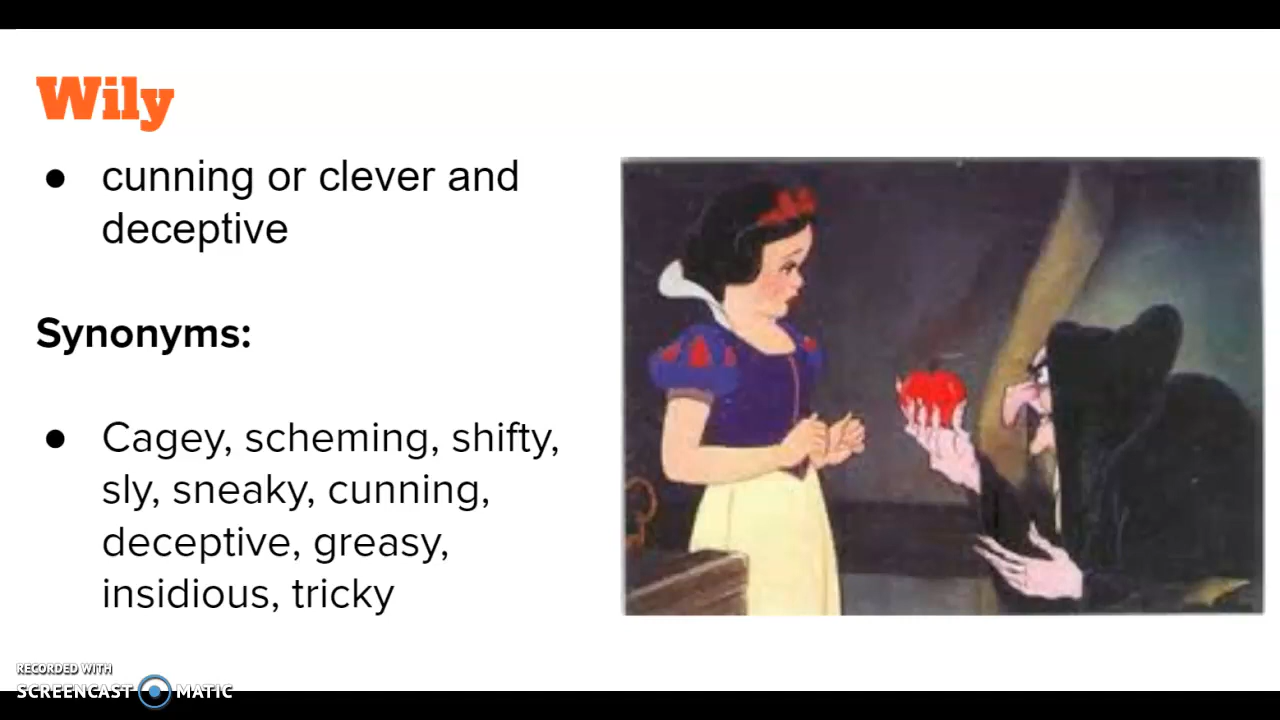 Wily
● cunning or clever and
deceptive
Synonyms:
● Cagey, scheming, shifty,
sly, sneaky, cunning,
deceptive, greasy,
insidious, tricky
RECORDED WITH
SCREENCAST MATIC